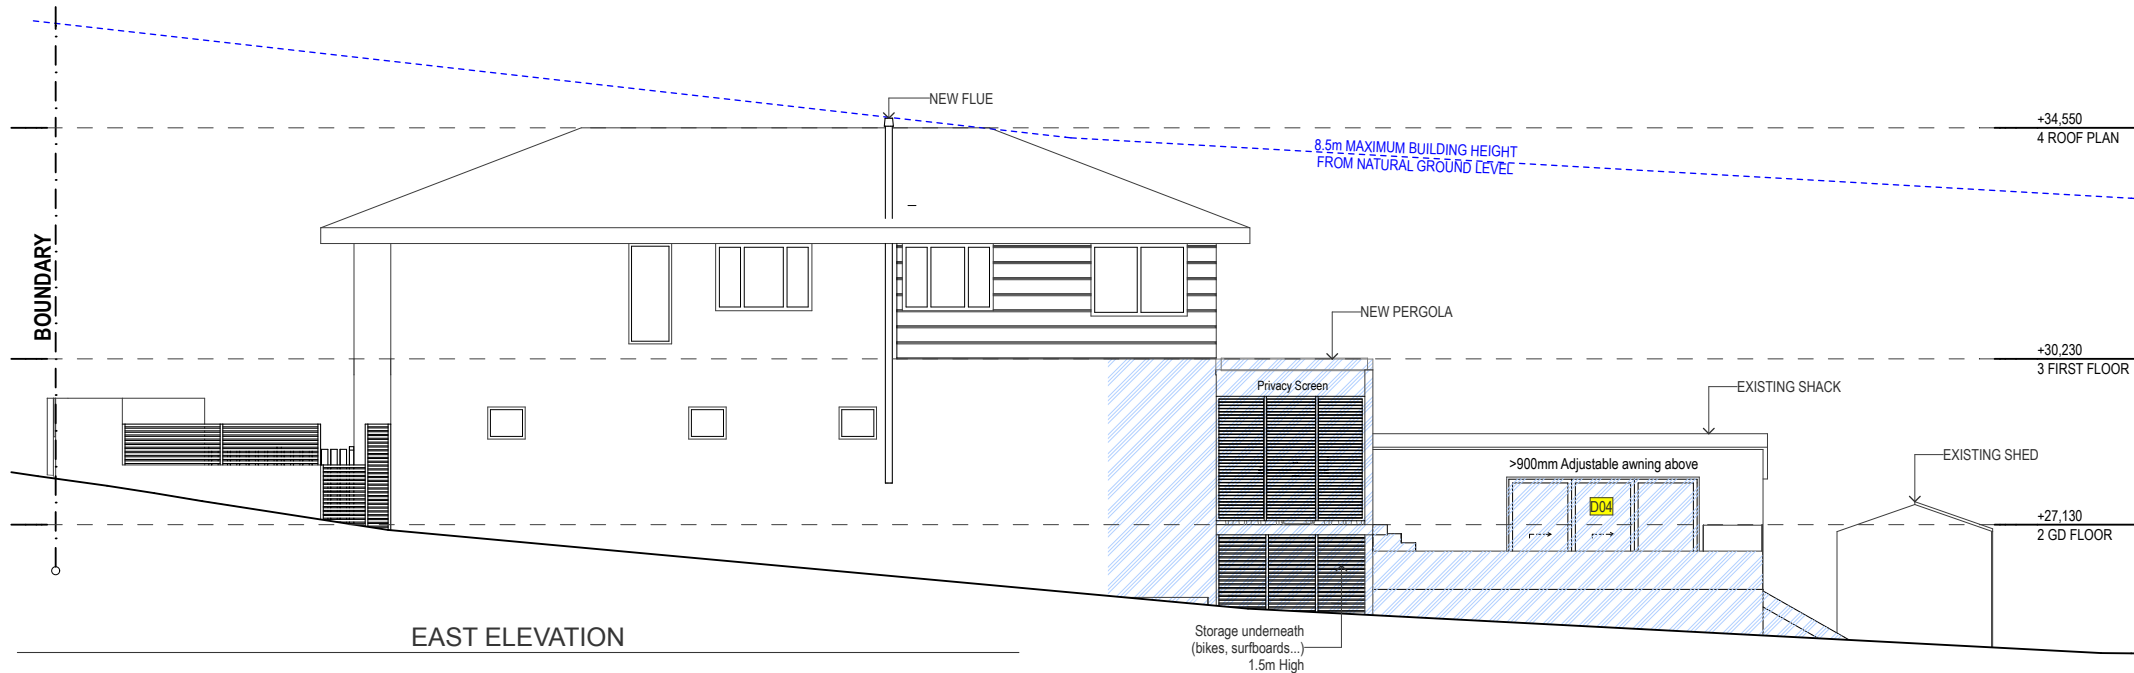 NEW FLUE
+34,550
4 ROOF PLAN
8.5m MAXIMUM BUILDING HEIGHT
FROM NATURAL GROUND LEVEL
BOUNDARY
NEW PERGOLA
+30,230
3 FIRST FLOOR
Privacy Screen
EXISTING SHACK
EXISTING SHED
>900mm Adjustable awning above
D04
+27,130
2 GD FLOOR
EAST ELEVATION
Storage underneath
(bikes, surfboards...)
1.5m High